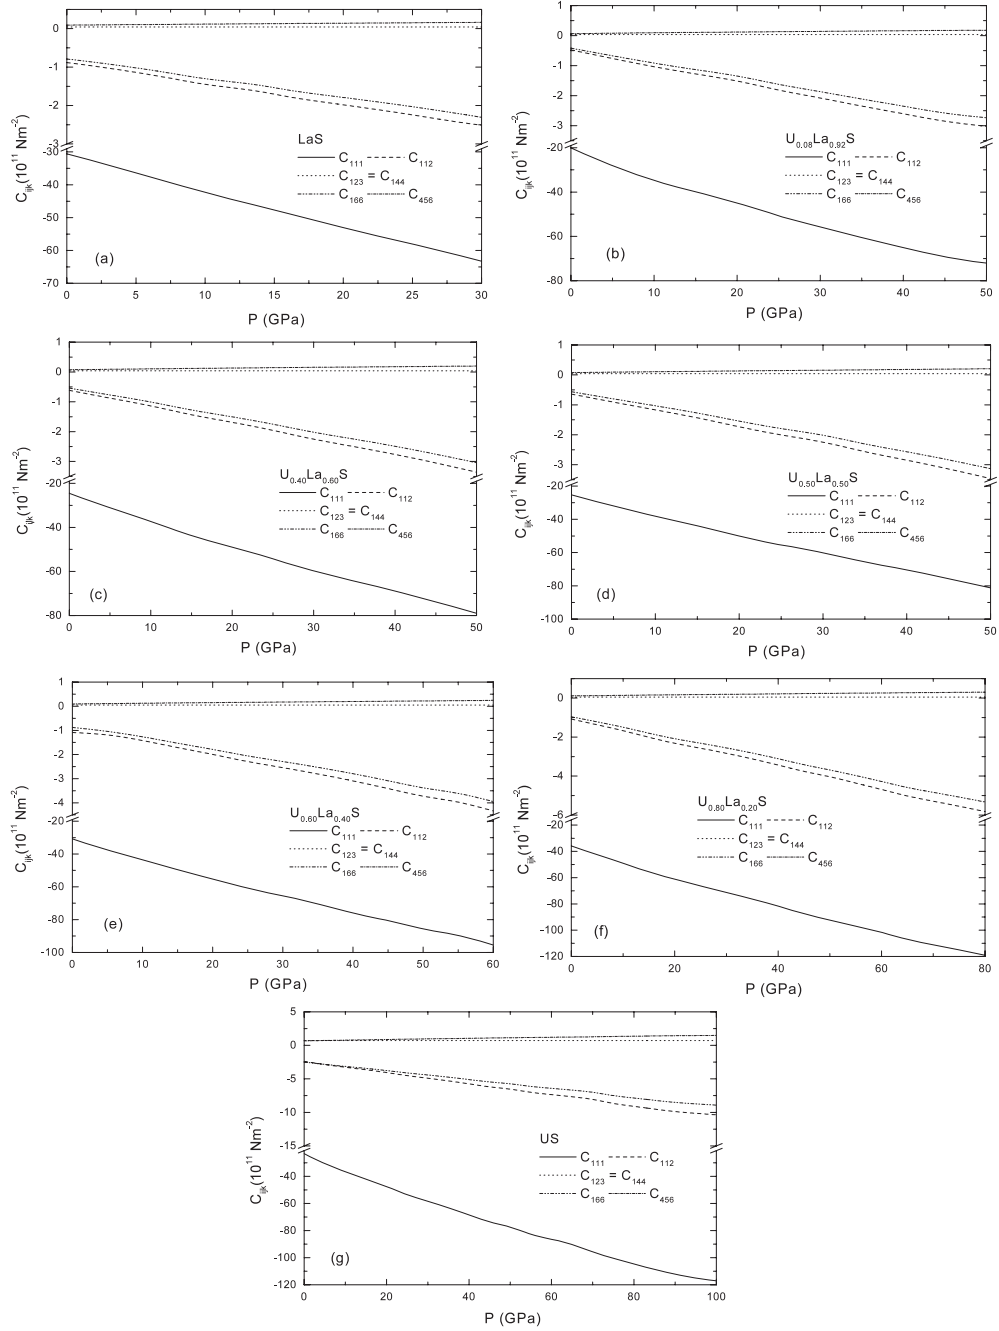 0
-1
-2
-3
-30
-40
-50
-60
-70
C_ijk(10^11 Nm^-2)
LaS
C_111 C_112
C_123 = C_144
C_166 C_456
(a)
0 5 10 15 20 25 30
P (GPa)
1
0
-1
-2
-3
-20
-40
-60
-80
C_ijk(10^11 Nm^-2)
U_0.08La_0.92S
C_111 C_112
C_123 = C_144
C_166 C_456
(b)
0 10 20 30 40 50
P (GPa)
1
0
-1
-2
-3
-20
-40
-60
-80
C_ijk(10^11 Nm^-2)
U_0.40La_0.60S
C_111 C_112
C_123 = C_144
C_166 C_456
(c)
0 10 20 30 40 50
P (GPa)
1
0
-1
-2
-3
-20
-40
-60
-80
-100
C_ijk(10^11 Nm^-2)
U_0.50La_0.50S
C_111 C_112
C_123 = C_144
C_166 C_456
(d)
0 10 20 30 40 50
P (GPa)
1
0
-1
-2
-3
-4
-20
-40
-60
-80
-100
C_ijk(10^11 Nm^-2)
U_0.60La_0.40S
C_111 C_112
C_123 = C_144
C_166 C_456
(e)
0 10 20 30 40 50 60
P (GPa)
0
-2
-4
-6
-20
-40
-60
-80
-100
-120
C_ijk(10^11 Nm^-2)
U_0.80La_0.20S
C_111 C_112
C_123 = C_144
C_166 C_456
(f)
0 20 40 60 80
P (GPa)
5
0
-5
-10
-15
-20
-40
-60
-80
-100
-120
C_ijk(10^11 Nm^-2)
US
C_111 C_112
C_123 = C_144
C_166 C_456
(g)
0 20 40 60 80 100
P (GPa)